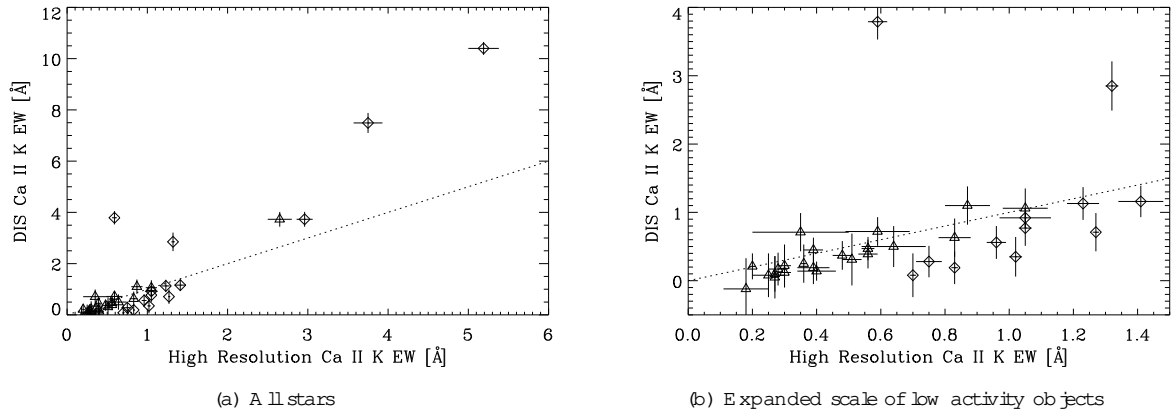 12
10
8
6
4
2
0
DIS Ca II K EW [Å]
0 1 2 3 4 5 6
High Resolution Ca II K EW [Å]
(a) All stars
4
3
2
1
0
DIS Ca II K EW [Å]
0.0 0.2 0.4 0.6 0.8 1.0 1.2 1.4
High Resolution Ca II K EW [Å]
(b) Expanded scale of low activity objects